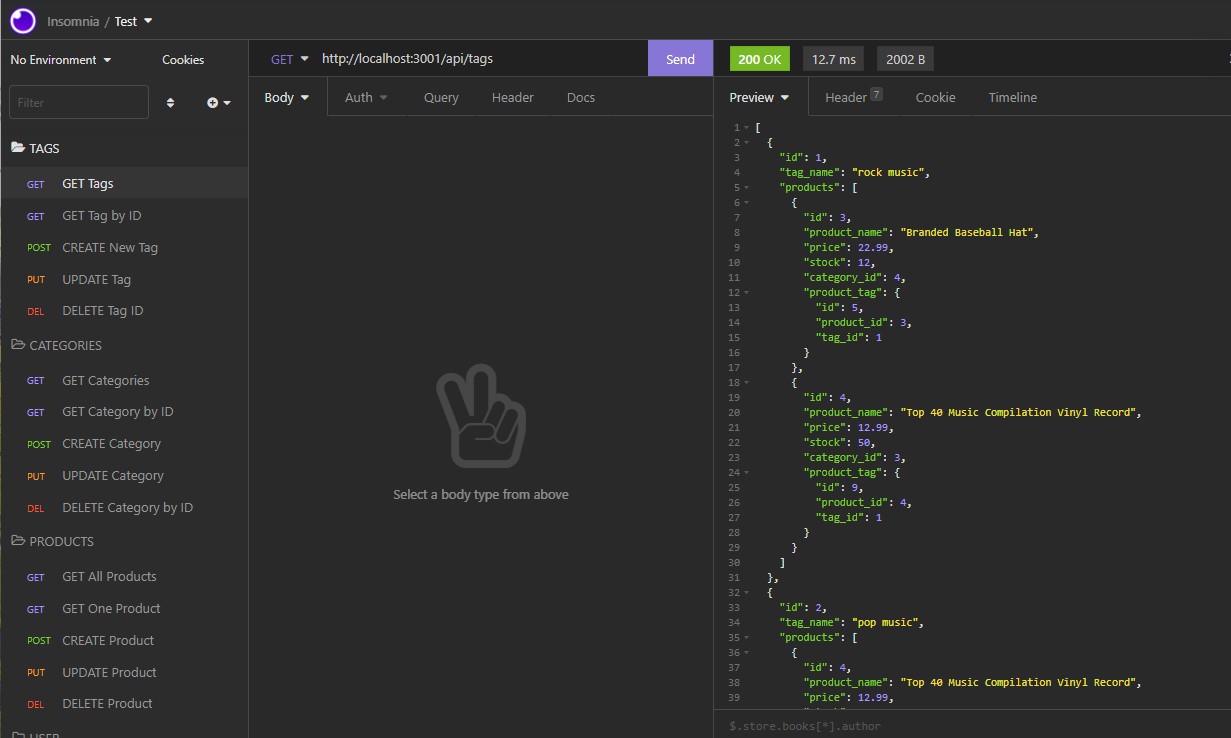 Insomnia / Test
No Environment
Cookies
Filter
TAGS
GET GET Tags
GET GET Tag by ID
POST CREATE New Tag
PUT UPDATE Tag
DEL DELETE Tag ID
CATEGORIES
GET GET Categories
GET GET Category by ID
POST CREATE Category
PUT UPDATE Category
DEL DELETE Category by ID
PRODUCTS
GET GET All Products
GET GET One Product
POST CREATE Product
PUT UPDATE Product
DEL DELETE Product
USER
GET http://localhost:3001/api/tags Send
Body Auth Query Header Docs
Select a body type from above
200 OK 12.7 ms 2002 B
Preview Header 7 Cookie Timeline
1 [
2 {
3 "id": 1,
4 "tag_name": "rock music",
5 "products": [
6 {
7 "id": 3,
8 "product_name": "Branded Baseball Hat",
9 "price": 22.99,
10 "stock": 12,
11 "category_id": 4,
12 "product_tag": {
13 "id": 5,
14 "product_id": 3,
15 "tag_id": 1
16 }
17 },
18 {
19 "id": 4,
20 "product_name": "Top 40 Music Compilation Vinyl Record",
21 "price": 12.99,
22 "stock": 50,
23 "category_id": 3,
24 "product_tag": {
25 "id": 9,
26 "product_id": 4,
27 "tag_id": 1
28 }
29 }
30 ]
31 },
32 {
33 "id": 2,
34 "tag_name": "pop music",
35 "products": [
36 {
37 "id": 4,
38 "product_name": "Top 40 Music Compilation Vinyl Record",
39 "price": 12.99,
$.store.books[*].author